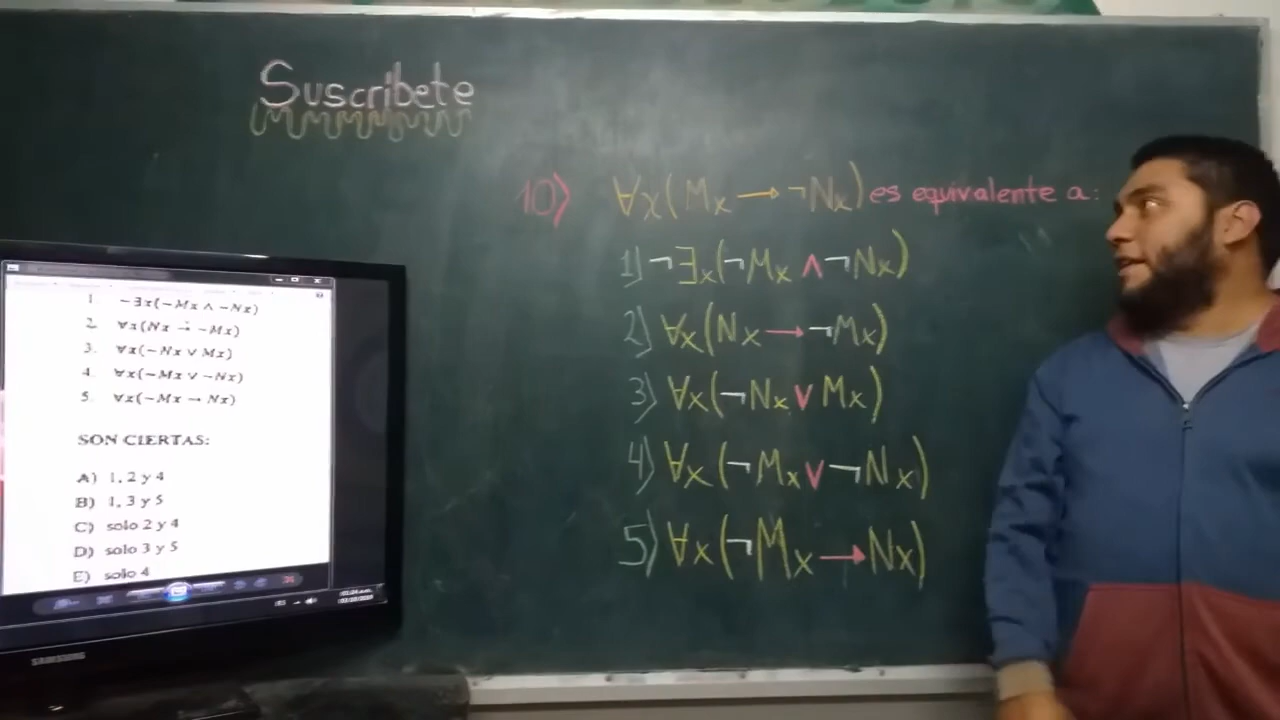 Suscribete
10) ∀x(Mx → ¬Nx) es equivalente a:
1) ¬∃x(¬Mx ∧ ¬Nx)
2) ∀x(Nx → ¬Mx)
3) ∀x(¬Nx ∨ Mx)
4) ∀x(¬Mx ∨ ¬Nx)
5) ∀x(¬Mx → Nx)
1. ~∃x(~Mx ∧ ~Nx)
2. ∀x(Nx → ~Mx)
3. ∀x(~Nx ∨ Mx)
4. ∀x(~Mx ∨ ~Nx)
5. ∀x(~Mx → Nx)
SON CIERTAS:
A) 1, 2 y 4
B) 1, 3 y 5
C) solo 2 y 4
D) solo 3 y 5
E) solo 4
SAMSUNG